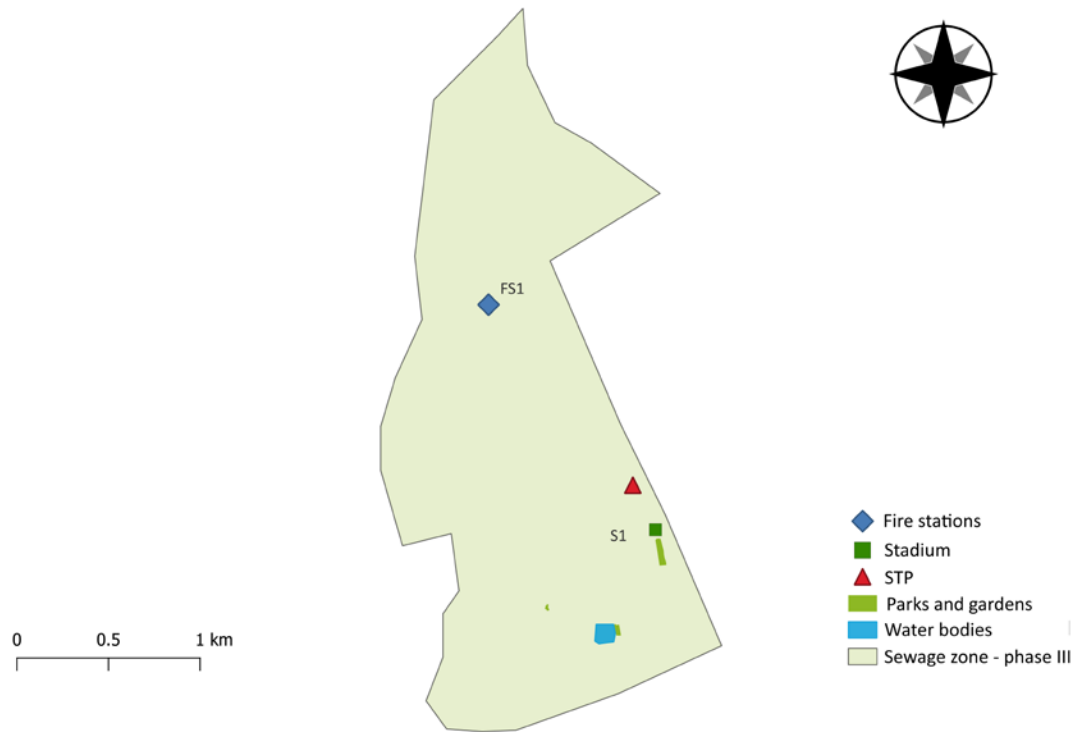 FS1
S1
0 0.5 1 km
Fire stations
Stadium
STP
Parks and gardens
Water bodies
Sewage zone - phase III